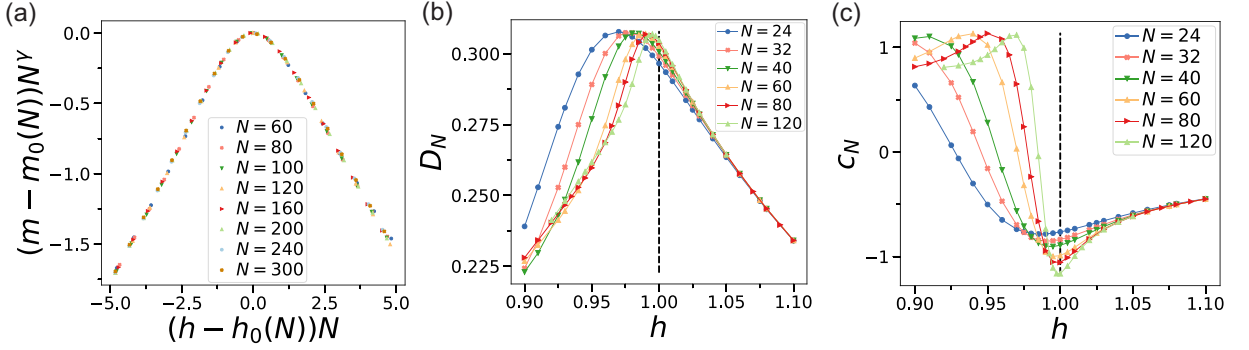 (a)
(m − m₀(N))N^γ
0.0
−0.5
−1.0
−1.5
N = 60
N = 80
N = 100
N = 120
N = 160
N = 200
N = 240
N = 300
−5.0 −2.5 0.0 2.5 5.0
(h − h₀(N))N
(b)
D_N
0.300
0.275
0.250
0.225
N = 24
N = 32
N = 40
N = 60
N = 80
N = 120
0.90 0.95 1.00 1.05 1.10
h
(c)
c_N
1
0
−1
N = 24
N = 32
N = 40
N = 60
N = 80
N = 120
0.90 0.95 1.00 1.05 1.10
h